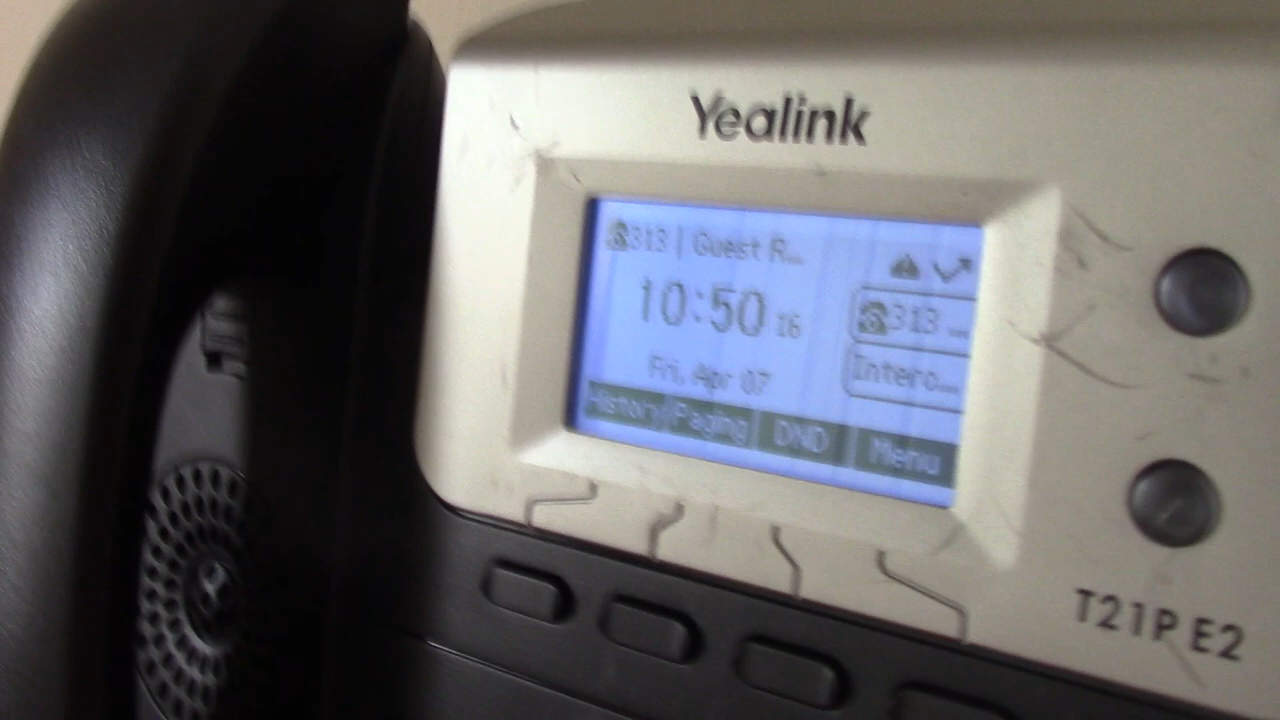 Yealink
313 | Guest R...
10:50 16
313 ...
Fri, Apr 07
Interc...
History Paging DND Menu
T21P E2